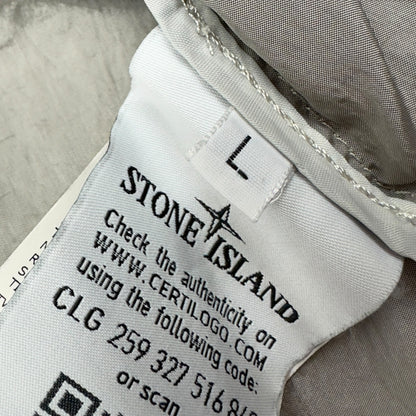 L
STONE ISLAND
Check the authenticity on
WWW.CERTILOGO.COM
using the following code:
CLG 259 327 516
or scan